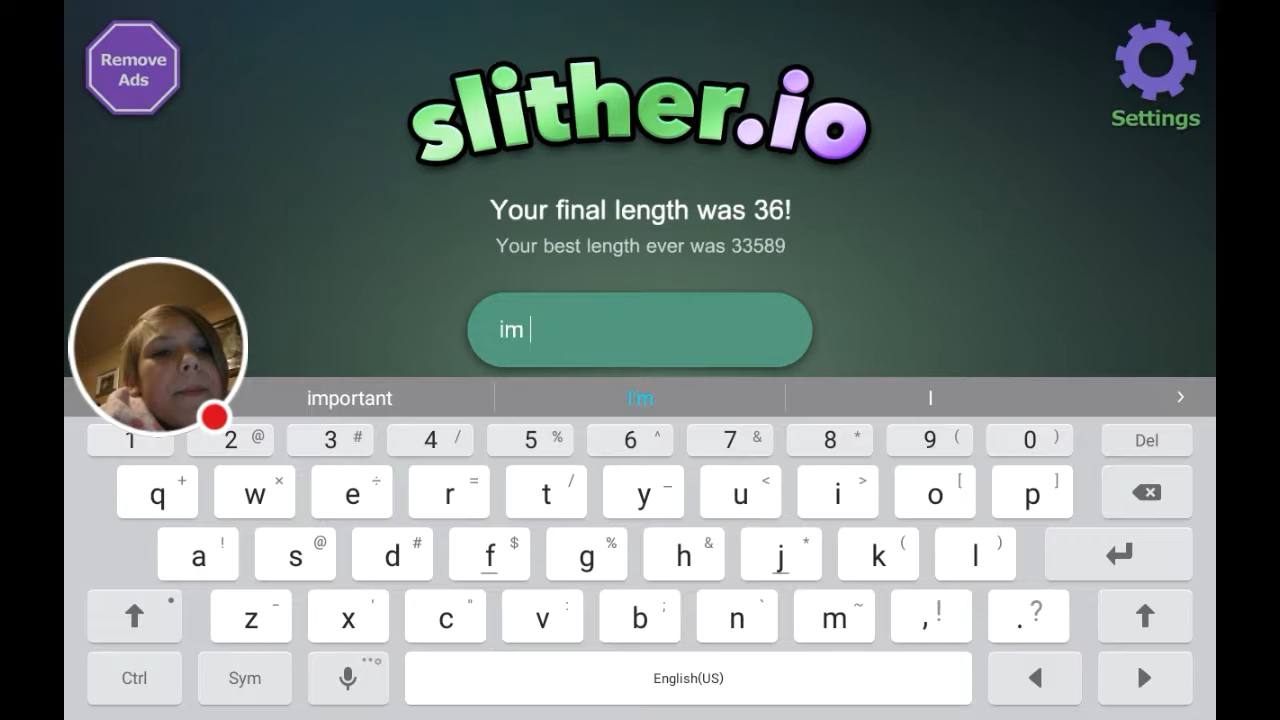 Remove
Ads
slither.io
Settings
Your final length was 36!
Your best length ever was 33589
im
important I'm I >
1 2 @ 3 # 4 / 5 % 6 ^ 7 & 8 * 9 ( 0 ) Del
q + w × e ÷ r = t / y _ u < i > o [ p ]
a ! s @ d # f $ g % h & j * k ( l )
z - x ' c " v : b ; n ` m ~ , ! . ?
Ctrl Sym English(US)